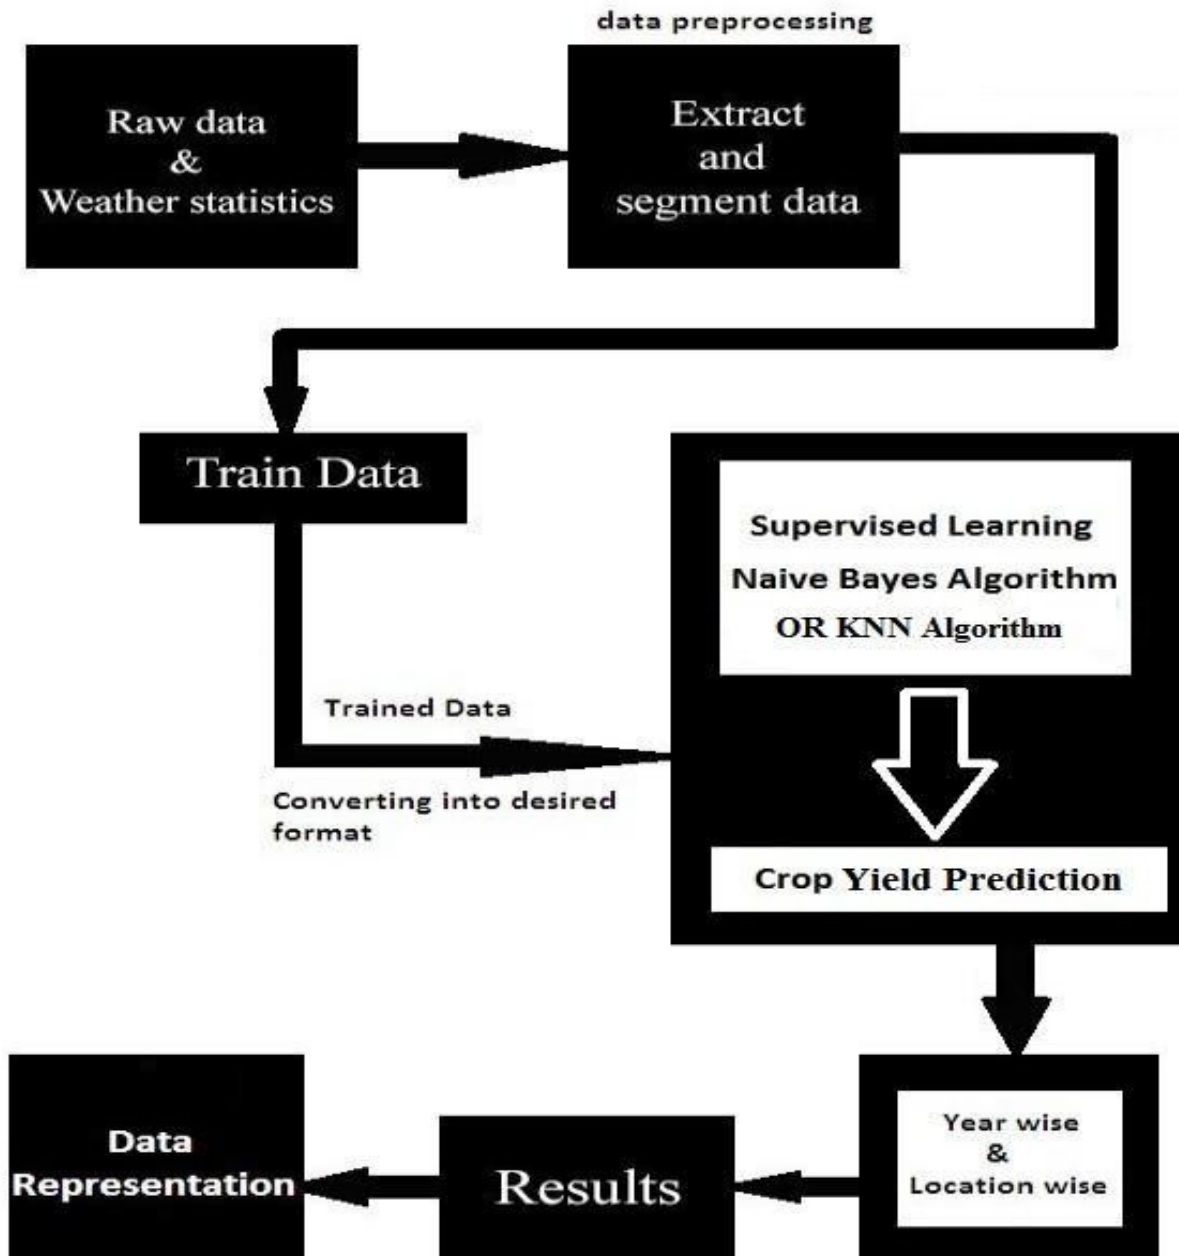 data preprocessing
Raw data
&
Weather statistics
Extract
and
segment data
Train Data
Supervised Learning
Naive Bayes Algorithm
OR KNN Algorithm
Trained Data
Converting into desired
format
Crop Yield Prediction
Year wise
&
Location wise
Results
Data
Representation